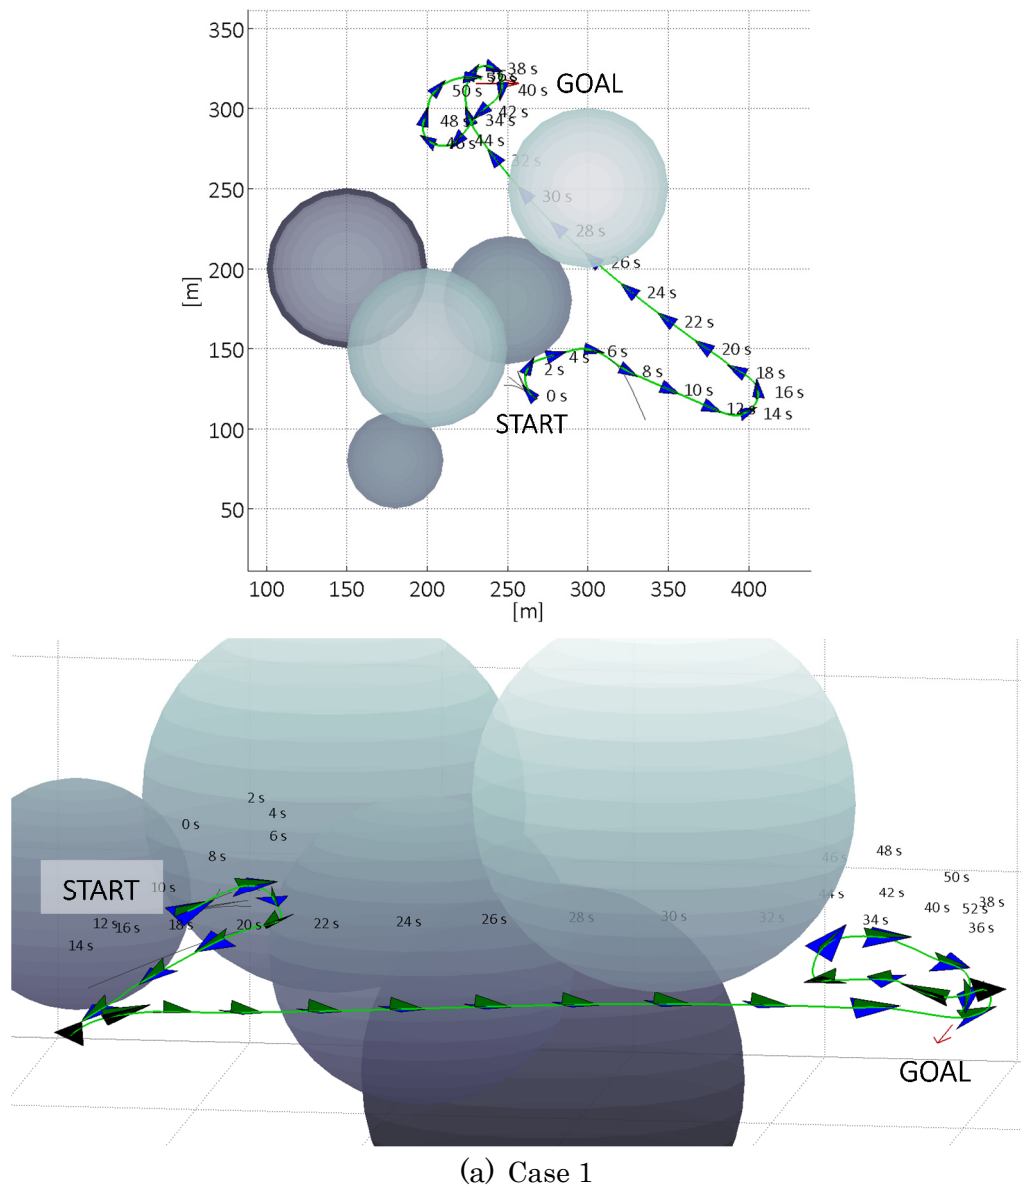 350
38 s
GOAL
50 s
40 s
300
42 s
48 s
34 s
44 s
46 s
32 s
250
30 s
28 s
200
26 s
[m]
24 s
22 s
150
20 s
2 s
4 s
6 s
8 s
18 s
0 s
10 s
16 s
START
12 s
14 s
100
50
100
150
200
250
300
350
400
[m]
2 s
4 s
0 s
6 s
8 s
46 s
48 s
START
10 s
50 s
44 s
42 s
40 s
38 s
12 s
16 s
18 s
20 s
22 s
24 s
26 s
28 s
30 s
32 s
34 s
52 s
36 s
14 s
GOAL
(a) Case 1